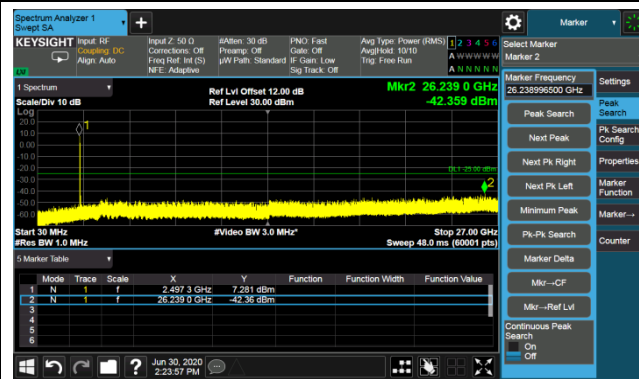 Spectrum Analyzer 1
Swept SA
Marker
KEYSIGHT
Input: RF
Coupling: DC
Align: Auto
Input Z: 50 Ω
Corrections: Off
Freq Ref: Int (S)
NFE: Adaptive
#Atten: 30 dB
Preamp: Off
µW Path: Standard
PNO: Fast
Gate: Off
IF Gain: Low
Sig Track: Off
Avg Type: Power (RMS)
Avg|Hold: 10/10
Trig: Free Run
1 2 3 4 5 6
A W W W W W
A N N N N N
LXI
Select Marker
Marker 2
Marker Frequency
26.238996500 GHz
Settings
Peak Search
Peak
Search
Next Peak
Pk Search
Config
Next Pk Right
Properties
Next Pk Left
Marker
Function
Minimum Peak
Marker→
Pk-Pk Search
Counter
Marker Delta
Mkr→CF
Mkr→Ref Lvl
Continuous Peak
Search
On
Off
1 Spectrum
Scale/Div 10 dB
Ref Lvl Offset 12.00 dB
Ref Level 30.00 dBm
Mkr2 26.239 0 GHz
-42.359 dBm
Log
20.0
10.0
0.00
-10.0
-20.0
-30.0
-40.0
-50.0
-60.0
1
DL1 -25.00 dBm
2
Start 30 MHz
#Res BW 1.0 MHz
#Video BW 3.0 MHz*
Stop 27.00 GHz
Sweep 48.0 ms (60001 pts)
5 Marker Table
Mode Trace Scale X Y Function Function Width Function Value
1 N 1 f 2.497 3 GHz 7.281 dBm
2 N 1 f 26.239 0 GHz -42.36 dBm
3
4
5
6
Jun 30, 2020
2:23:57 PM